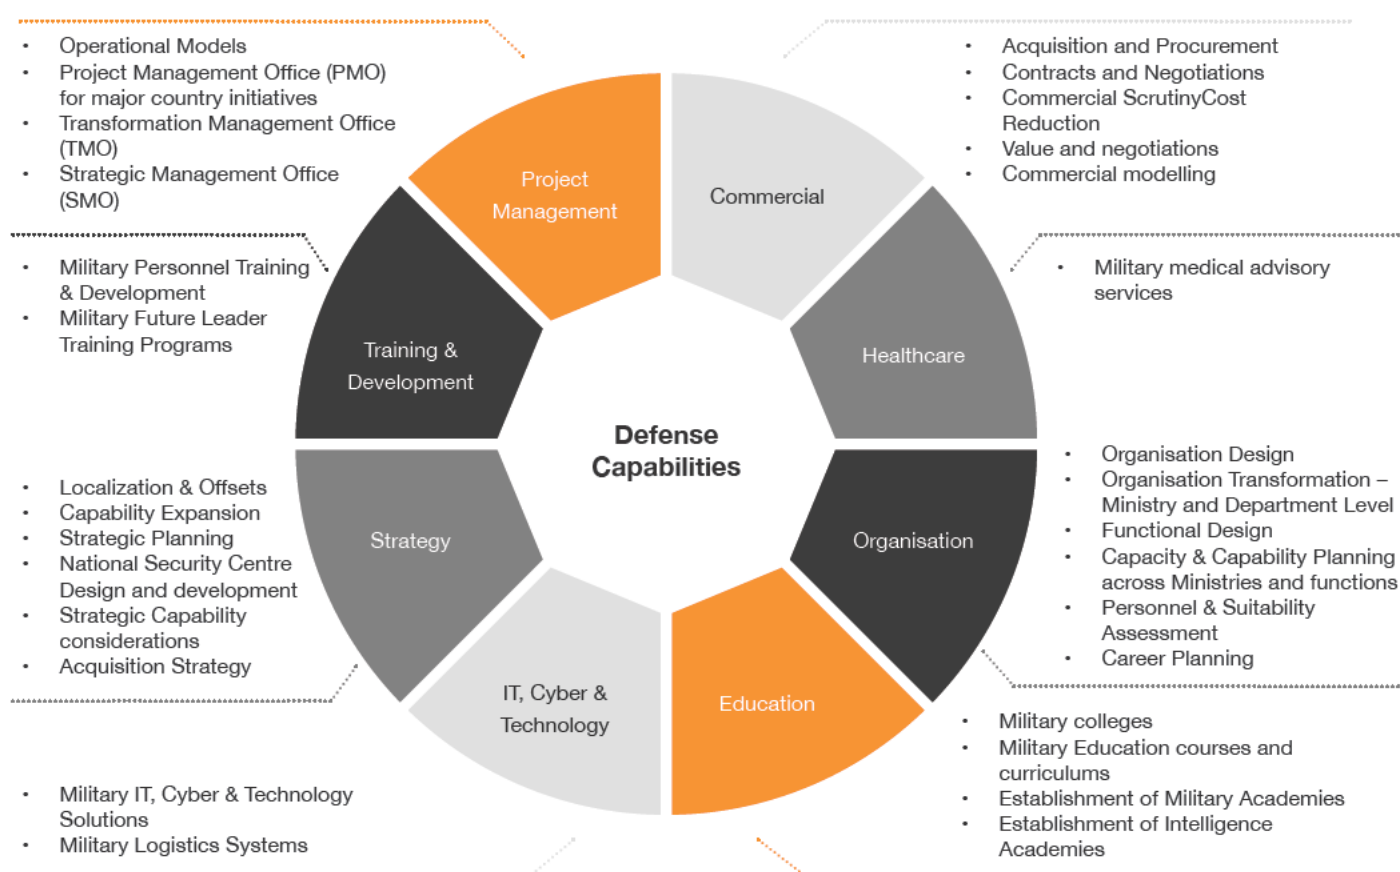 • Operational Models
• Project Management Office (PMO)
for major country initiatives
• Transformation Management Office
(TMO)
• Strategic Management Office
(SMO)
• Acquisition and Procurement
• Contracts and Negotiations
• Commercial ScrutinyCost
Reduction
• Value and negotiations
• Commercial modelling
Project
Management
Commercial
• Military Personnel Training
& Development
• Military Future Leader
Training Programs
• Military medical advisory
services
Training &
Development
Healthcare
Defense
Capabilities
• Localization & Offsets
• Capability Expansion
• Strategic Planning
• National Security Centre
Design and development
• Strategic Capability
considerations
• Acquisition Strategy
Strategy
Organisation
• Organisation Design
• Organisation Transformation –
Ministry and Department Level
• Functional Design
• Capacity & Capability Planning
across Ministries and functions
• Personnel & Suitability
Assessment
• Career Planning
IT, Cyber &
Technology
Education
• Military IT, Cyber & Technology
Solutions
• Military Logistics Systems
• Military colleges
• Military Education courses and
curriculums
• Establishment of Military Academies
• Establishment of Intelligence
Academies